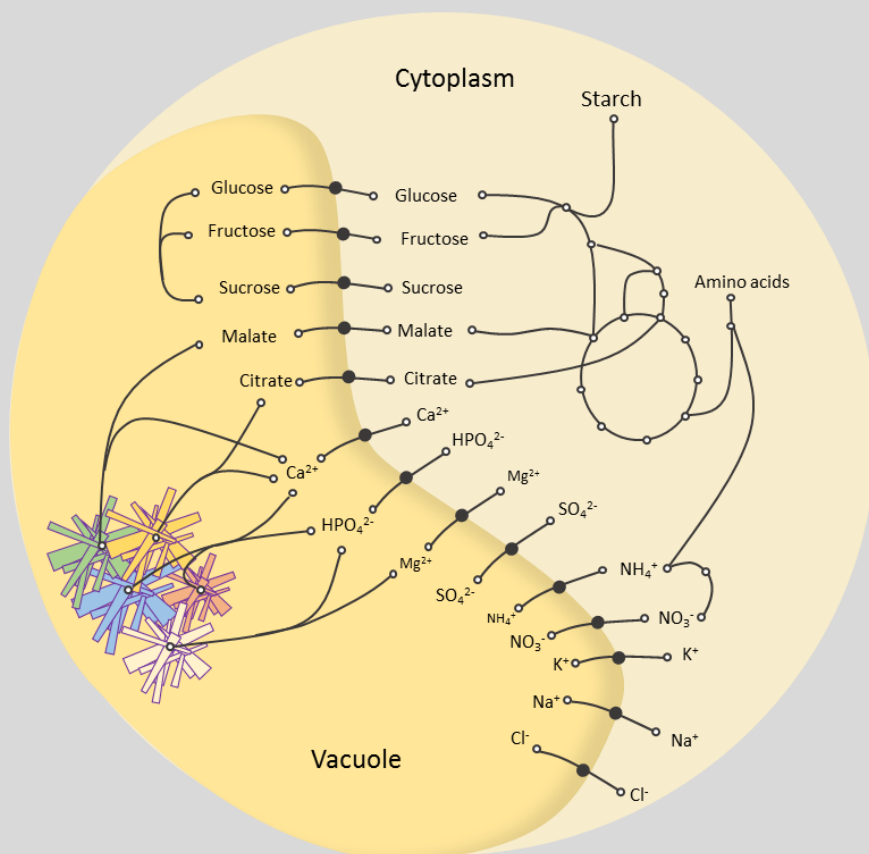 Cytoplasm
Starch
Glucose
Glucose
Fructose
Fructose
Amino acids
Sucrose
Sucrose
Malate
Malate
Citrate
Citrate
Ca²⁺
HPO₄²⁻
Ca²⁺
Mg²⁺
HPO₄²⁻
SO₄²⁻
Mg²⁺
NH₄⁺
SO₄²⁻
NH₄⁺
NO₃⁻
NO₃⁻
K⁺
K⁺
Na⁺
Na⁺
Cl⁻
Vacuole
Cl⁻